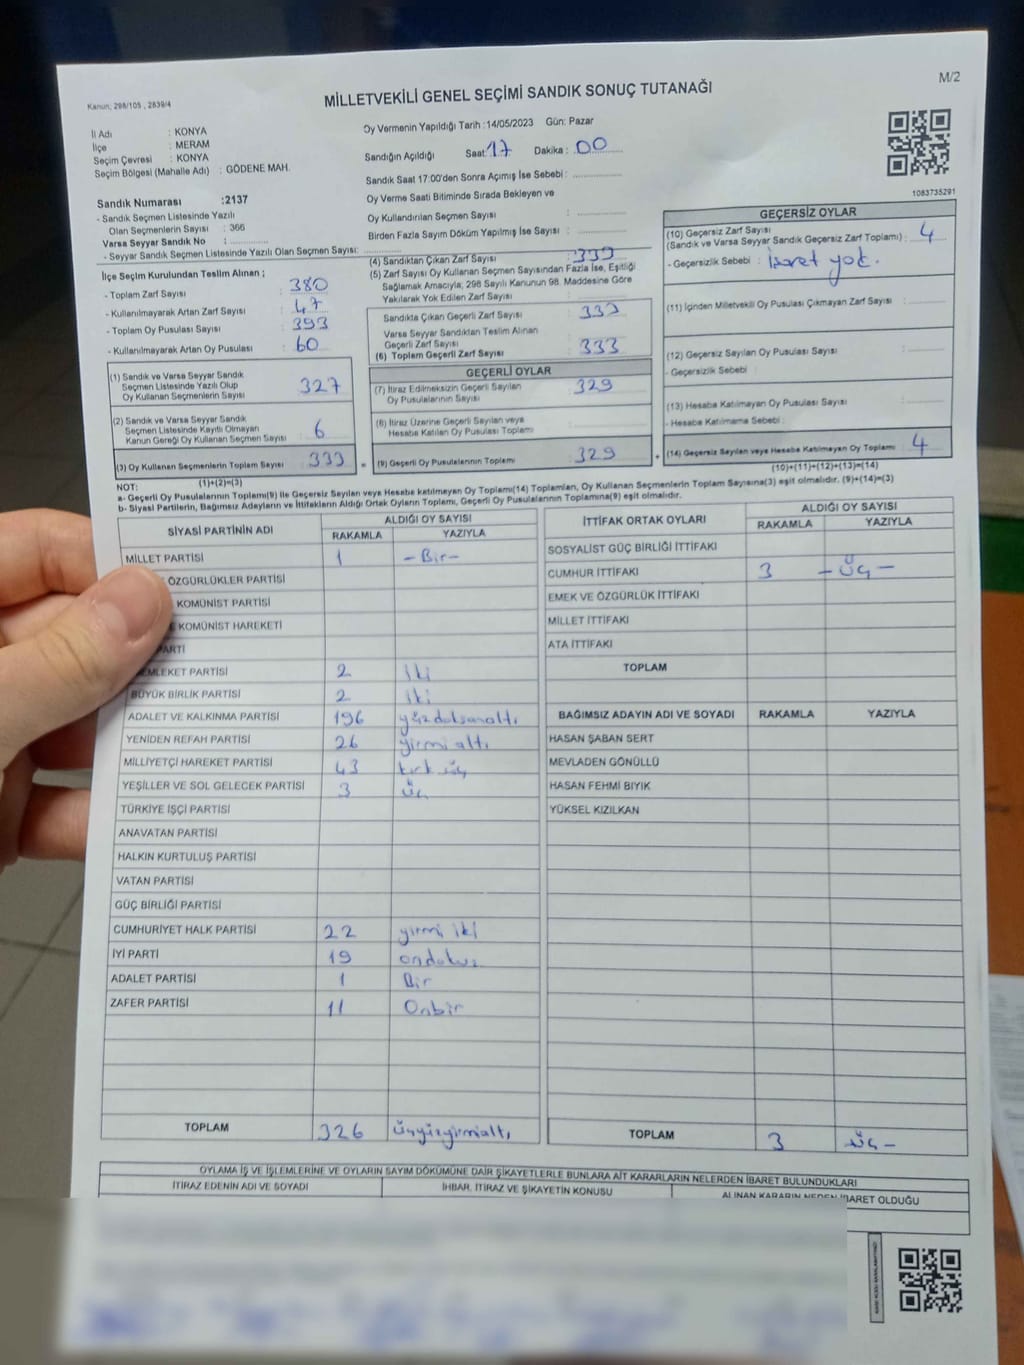 M/2
Kanun; 298/105 , 2839/4
MİLLETVEKİLİ GENEL SEÇİMİ SANDIK SONUÇ TUTANAĞI
İl Adı : KONYA
İlçe : MERAM
Seçim Çevresi : KONYA
Seçim Bölgesi (Mahalle Adı) : GÖDENE MAH.
Oy Vermenin Yapıldığı Tarih :14/05/2023 Gün: Pazar
Sandığın Açıldığı Saat:17 Dakika : 00
Sandık Saat 17:00'den Sonra Açımış İse Sebebi :
Oy Verme Saati Bitiminde Sırada Bekleyen ve
Oy Kullandırılan Seçmen Sayısı :
Birden Fazla Sayım Döküm Yapılmış İse Sayısı :
1083735291
Sandık Numarası :2137
- Sandık Seçmen Listesinde Yazılı
Olan Seçmenlerin Sayısı : 366
Varsa Seyyar Sandık No :
- Seyyar Sandık Seçmen Listesinde Yazılı Olan Seçmen Sayısı:
İlçe Seçim Kurulundan Teslim Alınan ;
- Toplam Zarf Sayısı : 380
- Kullanılmayarak Artan Zarf Sayısı : 47
- Toplam Oy Pusulası Sayısı : 393
- Kullanılmayarak Artan Oy Pusulası : 60
(1) Sandık ve Varsa Seyyar Sandık
Seçmen Listesinde Yazılı Olup
Oy Kullanan Seçmenlerin Sayısı : 327
(2) Sandık ve Varsa Seyyar Sandık
Seçmen Listesinde Kayıtlı Olmayan
Kanun Gereği Oy Kullanan Seçmen Sayısı : 6
(3) Oy Kullanan Seçmenlerin Toplam Sayısı : 333
(1)+(2)=(3)
(4) Sandıktan Çıkan Zarf Sayısı : 333
(5) Zarf Sayısı Oy Kullanan Seçmen Sayısından Fazla İse, Eşitliği
Sağlamak Amacıyla; 298 Sayılı Kanunun 98. Maddesine Göre
Yakılarak Yok Edilen Zarf Sayısı :
Sandıkta Çıkan Geçerli Zarf Sayısı : 333
Varsa Seyyar Sandıktan Teslim Alınan
Geçerli Zarf Sayısı :
(6) Toplam Geçerli Zarf Sayısı : 333
GEÇERLİ OYLAR
(7) İtiraz Edilmeksizin Geçerli Sayılan
Oy Pusulalarının Sayısı : 329
(8) İtiraz Üzerine Geçerli Sayılan veya
Hesaba Katılan Oy Pusulası Toplamı :
(9) Geçerli Oy Pusulalarının Toplamı : 329
GEÇERSİZ OYLAR
(10) Geçersiz Zarf Sayısı
(Sandık ve Varsa Seyyar Sandık Geçersiz Zarf Toplamı) : 4
- Geçersizlik Sebebi : İşaret yok.
(11) İçinden Milletvekili Oy Pusulası Çıkmayan Zarf Sayısı :
(12) Geçersiz Sayılan Oy Pusulası Sayısı :
- Geçersizlik Sebebi :
(13) Hesaba Katılmayan Oy Pusulası Sayısı :
- Hesaba Katılmama Sebebi :
(14) Geçersiz Sayılan veya Hesaba Katılmayan Oy Toplamı : 4
(10)+(11)+(12)+(13)=(14)
NOT:
a- Geçerli Oy Pusulalarının Toplamı(9) ile Geçersiz Sayılan veya Hesaba katılmayan Oy Toplamı(14) Toplamları, Oy Kullanan Seçmenlerin Toplam Sayısına(3) eşit olmalıdır. (9)+(14)=(3)
b- Siyasi Partilerin, Bağımsız Adayların ve İttifakların Aldığı Ortak Oyların Toplamı, Geçerli Oy Pusulalarının Toplamına(9) eşit olmalıdır.
SİYASİ PARTİNİN ADI
ALDIĞI OY SAYISI
RAKAMLA YAZIYLA
MİLLET PARTİSİ 1 -Bir-
ÖZGÜRLÜKLER PARTİSİ
KOMÜNİST PARTİSİ
KOMÜNİST HAREKETİ
PARTİ
MEMLEKET PARTİSİ 2 İki
BÜYÜK BİRLİK PARTİSİ 2 İki
ADALET VE KALKINMA PARTİSİ 196 yüzdoksanaltı
YENİDEN REFAH PARTİSİ 26 yirmi altı
MİLLİYETÇİ HAREKET PARTİSİ 43 kırk üç
YEŞİLLER VE SOL GELECEK PARTİSİ 3 üç
TÜRKİYE İŞÇİ PARTİSİ
ANAVATAN PARTİSİ
HALKIN KURTULUŞ PARTİSİ
VATAN PARTİSİ
GÜÇ BİRLİĞİ PARTİSİ
CUMHURİYET HALK PARTİSİ 22 yirmi iki
İYİ PARTİ 19 ondokuz
ADALET PARTİSİ 1 Bir
ZAFER PARTİSİ 11 Onbir
TOPLAM 326 üçyüzyirmialtı
İTTİFAK ORTAK OYLARI
ALDIĞI OY SAYISI
RAKAMLA YAZIYLA
SOSYALİST GÜÇ BİRLİĞİ İTTİFAKI
CUMHUR İTTİFAKI 3 -Üç-
EMEK VE ÖZGÜRLÜK İTTİFAKI
MİLLET İTTİFAKI
ATA İTTİFAKI
TOPLAM
BAĞIMSIZ ADAYIN ADI VE SOYADI RAKAMLA YAZIYLA
HASAN ŞABAN SERT
MEVLADEN GÖNÜLLÜ
HASAN FEHMİ BIYIK
YÜKSEL KIZILKAN
TOPLAM 3 üç-
OYLAMA İŞ VE İŞLEMLERİNE VE OYLARIN SAYIM DÖKÜMÜNE DAİR ŞİKAYETLERLE BUNLARA AİT KARARLARIN NELERDEN İBARET BULUNDUKLARI
İTİRAZ EDENİN ADI VE SOYADI
İHBAR, İTİRAZ VE ŞİKAYETİN KONUSU
ALINAN KARARIN NEDEN İBARET OLDUĞU